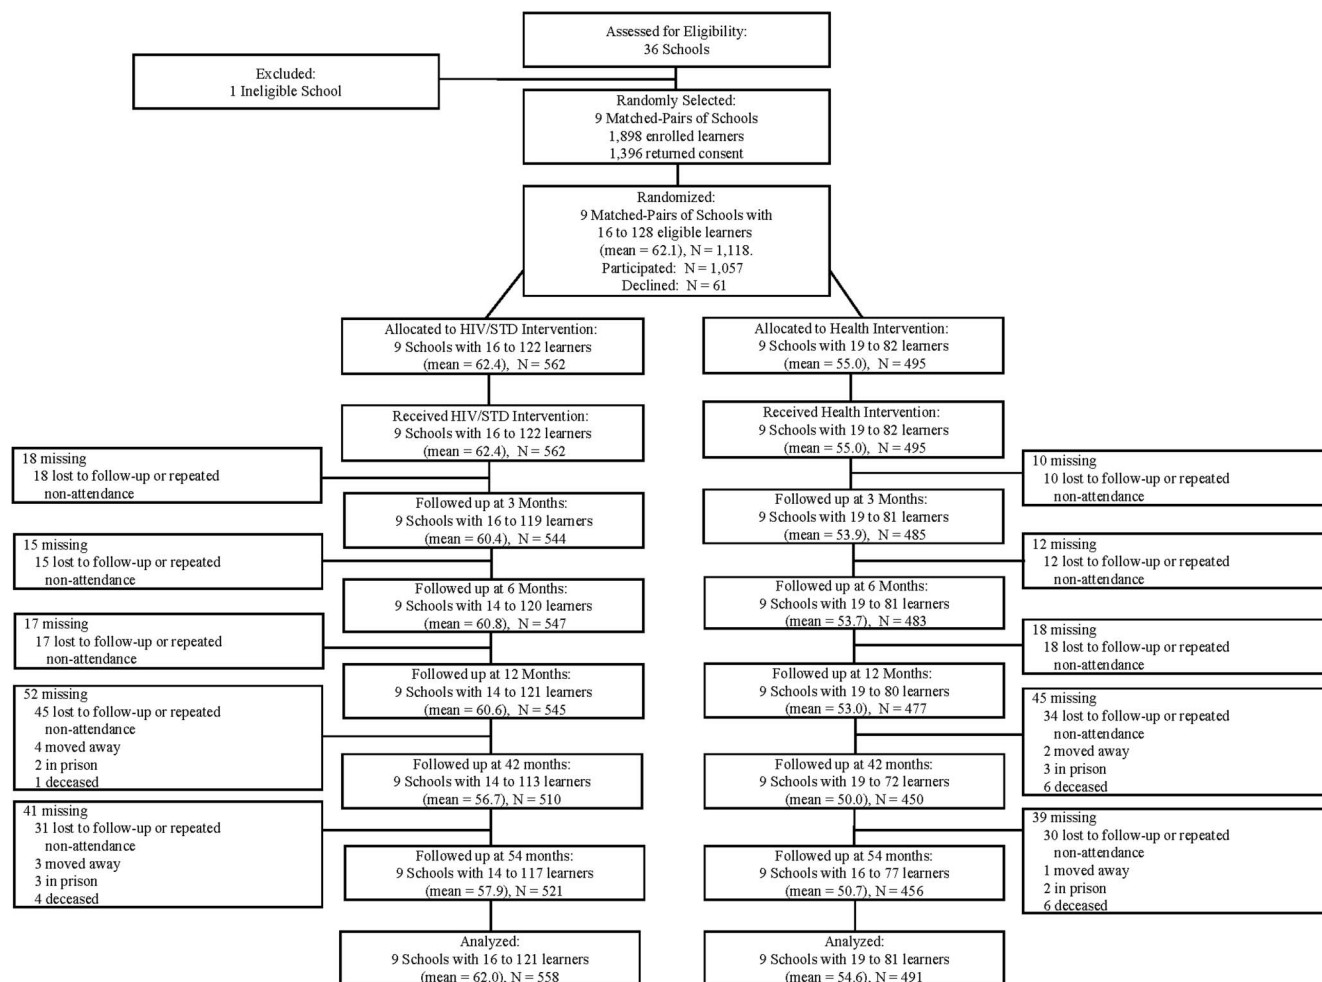 Assessed for Eligibility:
36 Schools
Excluded:
1 Ineligible School
Randomly Selected:
9 Matched-Pairs of Schools
1,898 enrolled learners
1,396 returned consent
Randomized:
9 Matched-Pairs of Schools with
16 to 128 eligible learners
(mean = 62.1), N = 1,118.
Participated: N = 1,057
Declined: N = 61
Allocated to HIV/STD Intervention:
9 Schools with 16 to 122 learners
(mean = 62.4), N = 562
Allocated to Health Intervention:
9 Schools with 19 to 82 learners
(mean = 55.0), N = 495
Received HIV/STD Intervention:
9 Schools with 16 to 122 learners
(mean = 62.4), N = 562
Received Health Intervention:
9 Schools with 19 to 82 learners
(mean = 55.0), N = 495
18 missing
18 lost to follow-up or repeated
non-attendance
10 missing
10 lost to follow-up or repeated
non-attendance
Followed up at 3 Months:
9 Schools with 16 to 119 learners
(mean = 60.4), N = 544
Followed up at 3 Months:
9 Schools with 19 to 81 learners
(mean = 53.9), N = 485
15 missing
15 lost to follow-up or repeated
non-attendance
12 missing
12 lost to follow-up or repeated
non-attendance
Followed up at 6 Months:
9 Schools with 14 to 120 learners
(mean = 60.8), N = 547
Followed up at 6 Months:
9 Schools with 19 to 81 learners
(mean = 53.7), N = 483
17 missing
17 lost to follow-up or repeated
non-attendance
18 missing
18 lost to follow-up or repeated
non-attendance
Followed up at 12 Months:
9 Schools with 14 to 121 learners
(mean = 60.6), N = 545
Followed up at 12 Months:
9 Schools with 19 to 80 learners
(mean = 53.0), N = 477
52 missing
45 lost to follow-up or repeated
non-attendance
4 moved away
2 in prison
1 deceased
45 missing
34 lost to follow-up or repeated
non-attendance
2 moved away
3 in prison
6 deceased
Followed up at 42 months:
9 Schools with 14 to 113 learners
(mean = 56.7), N = 510
Followed up at 42 months:
9 Schools with 19 to 72 learners
(mean = 50.0), N = 450
41 missing
31 lost to follow-up or repeated
non-attendance
3 moved away
3 in prison
4 deceased
39 missing
30 lost to follow-up or repeated
non-attendance
1 moved away
2 in prison
6 deceased
Followed up at 54 months:
9 Schools with 14 to 117 learners
(mean = 57.9), N = 521
Followed up at 54 months:
9 Schools with 16 to 77 learners
(mean = 50.7), N = 456
Analyzed:
9 Schools with 16 to 121 learners
(mean = 62.0), N = 558
Analyzed:
9 Schools with 19 to 81 learners
(mean = 54.6), N = 491